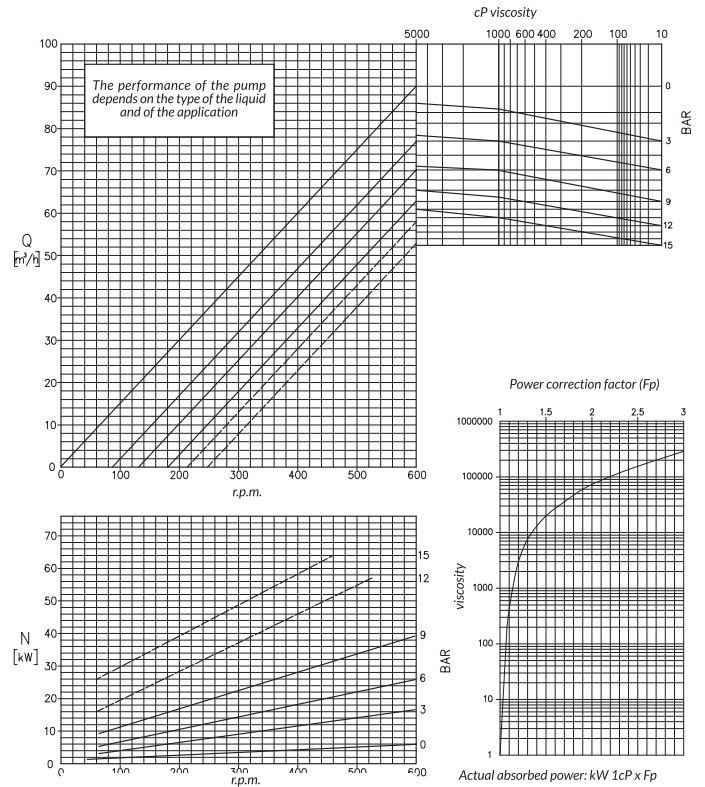 cP viscosity
5000 1000 600 400 200 100 10
100
90
80
70
60
50
40
30
20
10
0
The performance of the pump
depends on the type of the liquid
and of the application
Q
[m³/h]
0
3
6
9
12
15
BAR
0 100 200 300 400 500 600
r.p.m.
Power correction factor (Fp)
1 1.5 2 2.5 3
1000000
100000
10000
1000
100
10
1
viscosity
70
60
50
40
30
20
10
0
N
[kW]
15
12
9
6
3
0
BAR
0 100 200 300 400 500 600
r.p.m.
Actual absorbed power: kW 1cP x Fp